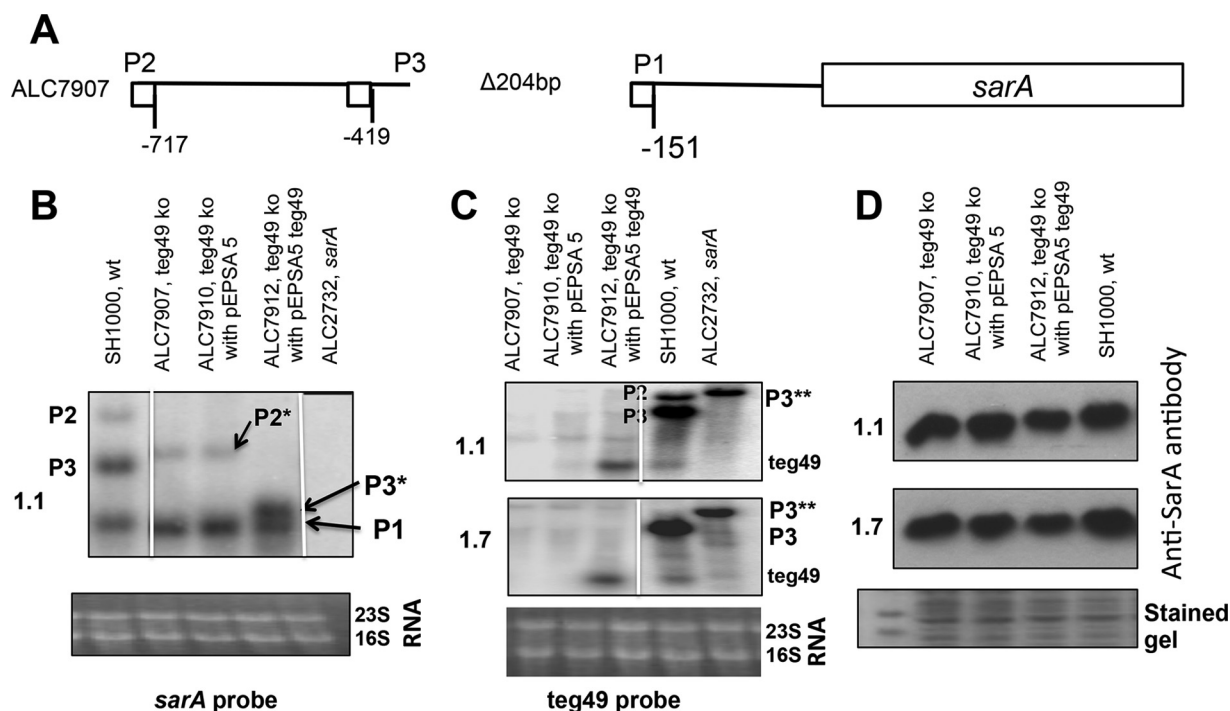 A
ALC7907
P2
P3
-717
-419
Δ204bp
P1
sarA
-151
B
SH1000, wt
ALC7907, teg49 ko
ALC7910, teg49 ko
with pEPSA 5
ALC7912, teg49 ko
with pEPSA5 teg49
ALC2732, sarA
P2
P3
1.1
P2*
P3*
P1
23S
16S
RNA
sarA probe
C
ALC7907, teg49 ko
ALC7910, teg49 ko
with pEPSA 5
ALC7912, teg49 ko
with pEPSA5 teg49
SH1000, wt
ALC2732, sarA
1.1
P2
P3
P3**
teg49
1.7
P3**
P3
teg49
23S
16S
RNA
teg49 probe
D
ALC7907, teg49 ko
ALC7910, teg49 ko
with pEPSA 5
ALC7912, teg49 ko
with pEPSA5 teg49
SH1000, wt
1.1
1.7
Anti-SarA antibody
Stained
gel